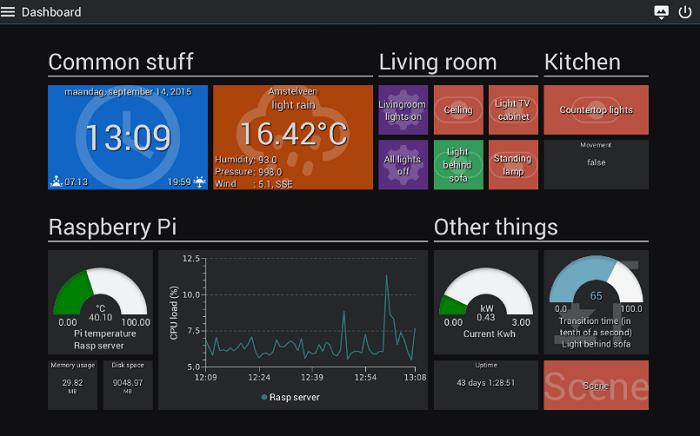 Dashboard
Common stuff
maandag, september 14, 2015
13:09
07:13
19:59
Amstelveen
light rain
16.42°C
Humidity: 93.0
Pressure: 998.0
Wind : 5.1, SSE
Living room
Livingroom
lights on
Ceiling
Light TV
cabinet
All lights
off
Light
behind
sofa
Standing
lamp
Kitchen
Countertop lights
Movement
false
Raspberry Pi
°C
40.10
0.00
100.00
Pi temperature
Rasp server
Memory usage
29.82
MB
Disk space
9048.97
MB
CPU load (%)
12.5
10.0
7.5
5.0
12:09
12:24
12:39
12:54
13:08
Rasp server
Other things
kW
0.43
0.00
3.00
Current Kwh
65
0.0
100.0
Transition time (in
tenth of a second)
Light behind sofa
Uptime
43 days 1:28:51
Scene
Scene